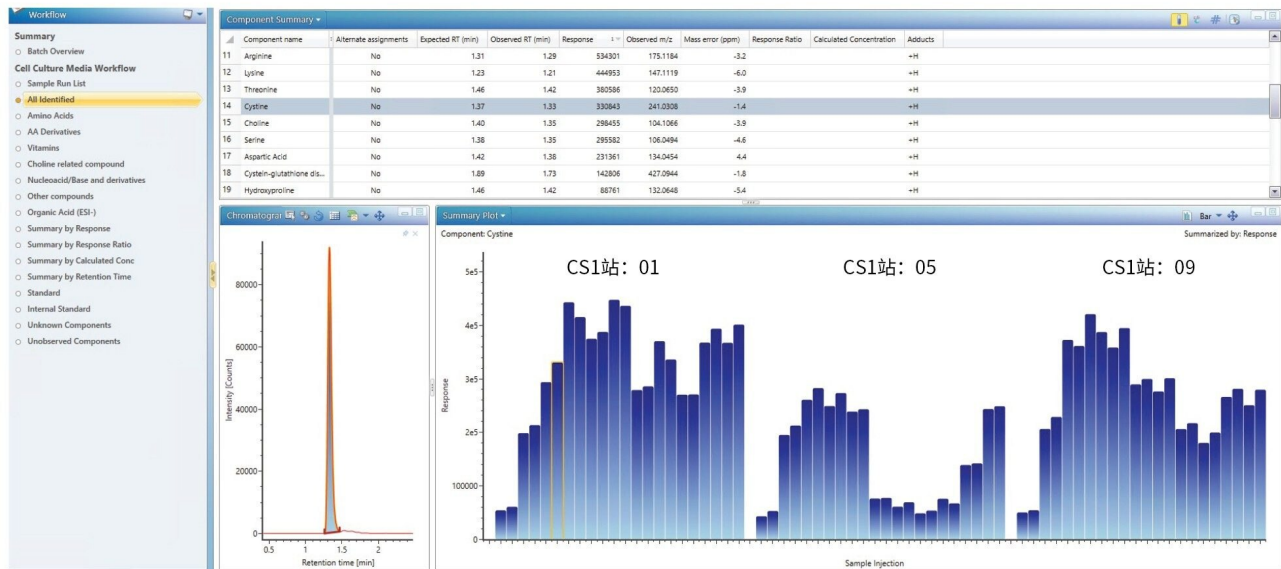 Workflow
Summary
Batch Overview
Cell Culture Media Workflow
Sample Run List
All Identified
Amino Acids
AA Derivatives
Vitamins
Choline related compound
Nucleoacid/Base and derivatives
Other compounds
Organic Acid (ESI-)
Summary by Response
Summary by Response Ratio
Summary by Calculated Conc
Summary by Retention Time
Standard
Internal Standard
Unknown Components
Unobserved Components
Component Summary
Component name Alternate assignments Expected RT (min) Observed RT (min) Response 1 Observed m/z Mass error (ppm) Response Ratio Calculated Concentration Adducts
11 Arginine No 1.31 1.29 534301 175.1184 -3.2 +H
12 Lysine No 1.23 1.21 444953 147.1119 -6.0 +H
13 Threonine No 1.46 1.42 380586 120.0650 -3.9 +H
14 Cystine No 1.37 1.33 330843 241.0308 -1.4 +H
15 Choline No 1.40 1.35 298455 104.1066 -3.9 +H
16 Serine No 1.38 1.35 295582 106.0494 -4.6 +H
17 Aspartic Acid No 1.42 1.38 231361 134.0454 4.4 +H
18 Cystein-glutathione dis... No 1.89 1.73 142806 427.0944 -1.8 +H
19 Hydroxyproline No 1.46 1.42 88761 132.0648 -5.4 +H
Chromatogram
80000
60000
40000
20000
0
Intensity [Counts]
0.5 1 1.5 2
Retention time [min]
Summary Plot
Bar
Component: Cystine
Summarized by: Response
CS1站：01 CS1站：05 CS1站：09
5e5
4e5
3e5
2e5
100000
0
Response
Sample Injection